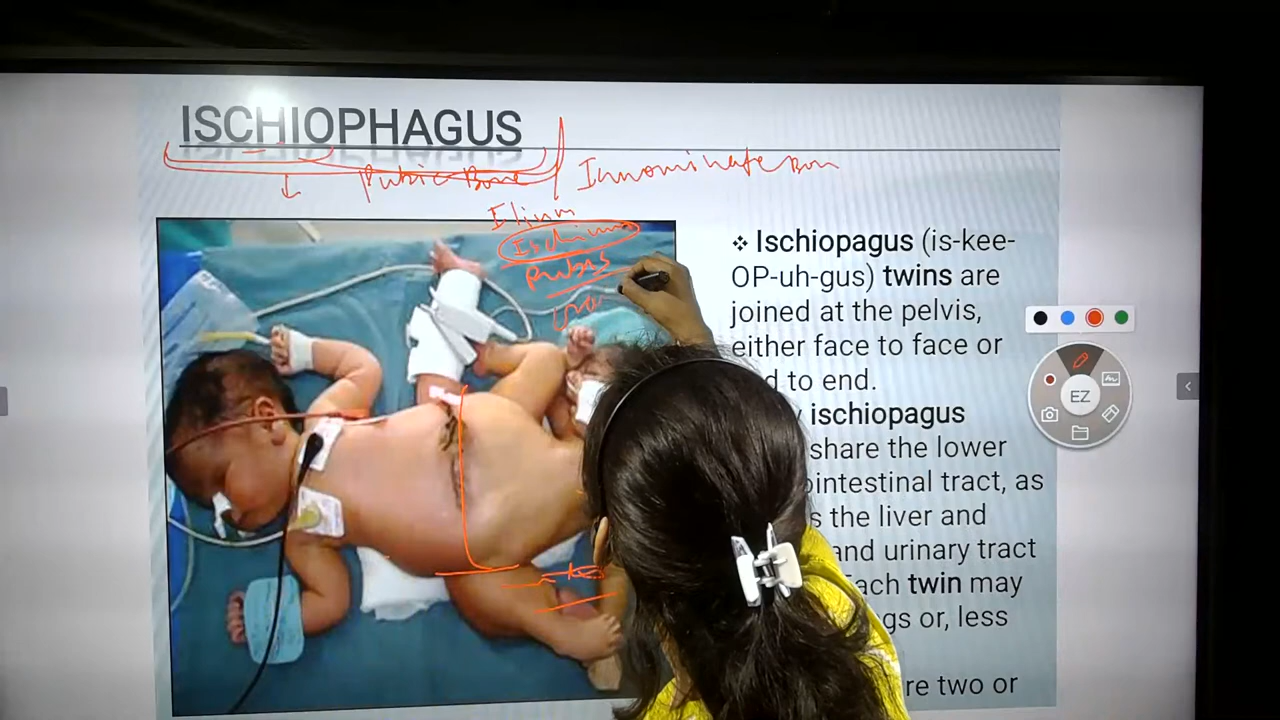 ISCHIOPHAGUS
Pubic Bone Innominate Bon
Ilium
Ischium
Pubis
❖ Ischiopagus (is-kee-
OP-uh-gus) twins are
joined at the pelvis,
either face to face or
d to end.
ischiopagus
share the lower
ointestinal tract, as
s the liver and
and urinary tract
ach twin may
gs or, less
re two or
EZ